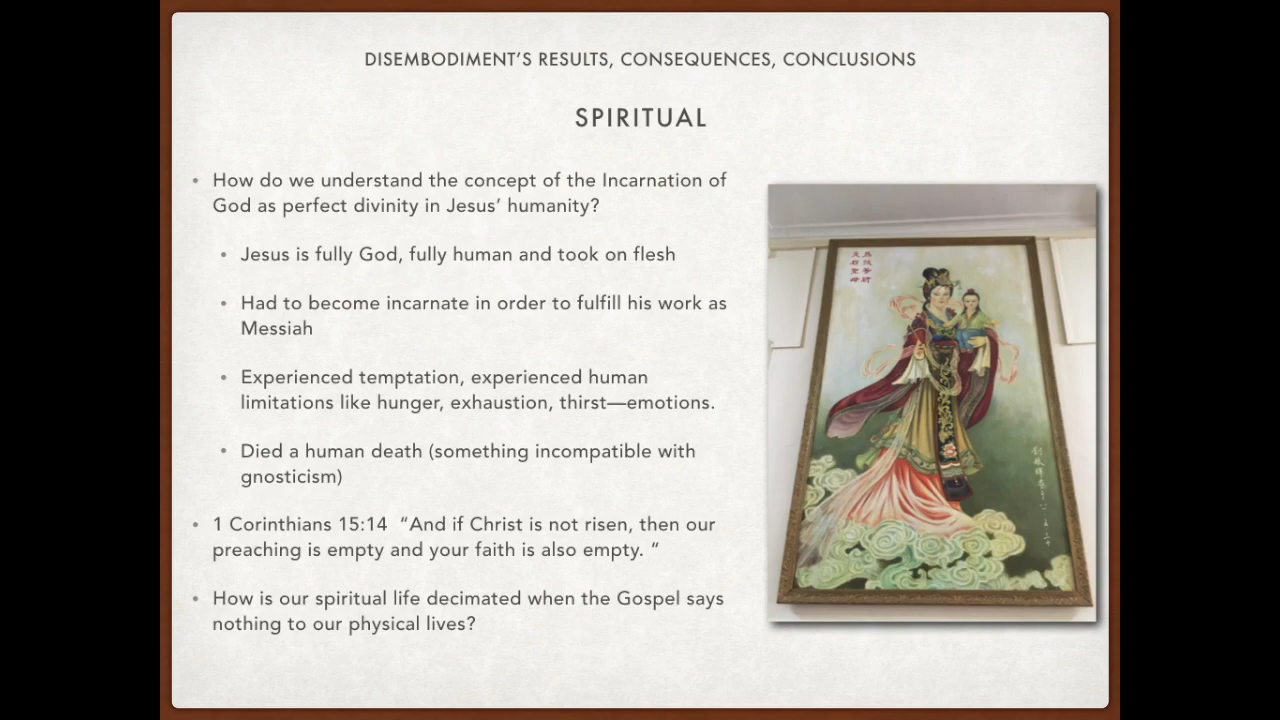 DISEMBODIMENT'S RESULTS, CONSEQUENCES, CONCLUSIONS
SPIRITUAL
• How do we understand the concept of the Incarnation of
God as perfect divinity in Jesus' humanity?
• Jesus is fully God, fully human and took on flesh
• Had to become incarnate in order to fulfill his work as
Messiah
• Experienced temptation, experienced human
limitations like hunger, exhaustion, thirst—emotions.
• Died a human death (something incompatible with
gnosticism)
• 1 Corinthians 15:14  “And if Christ is not risen, then our
preaching is empty and your faith is also empty. “
• How is our spiritual life decimated when the Gospel says
nothing to our physical lives?